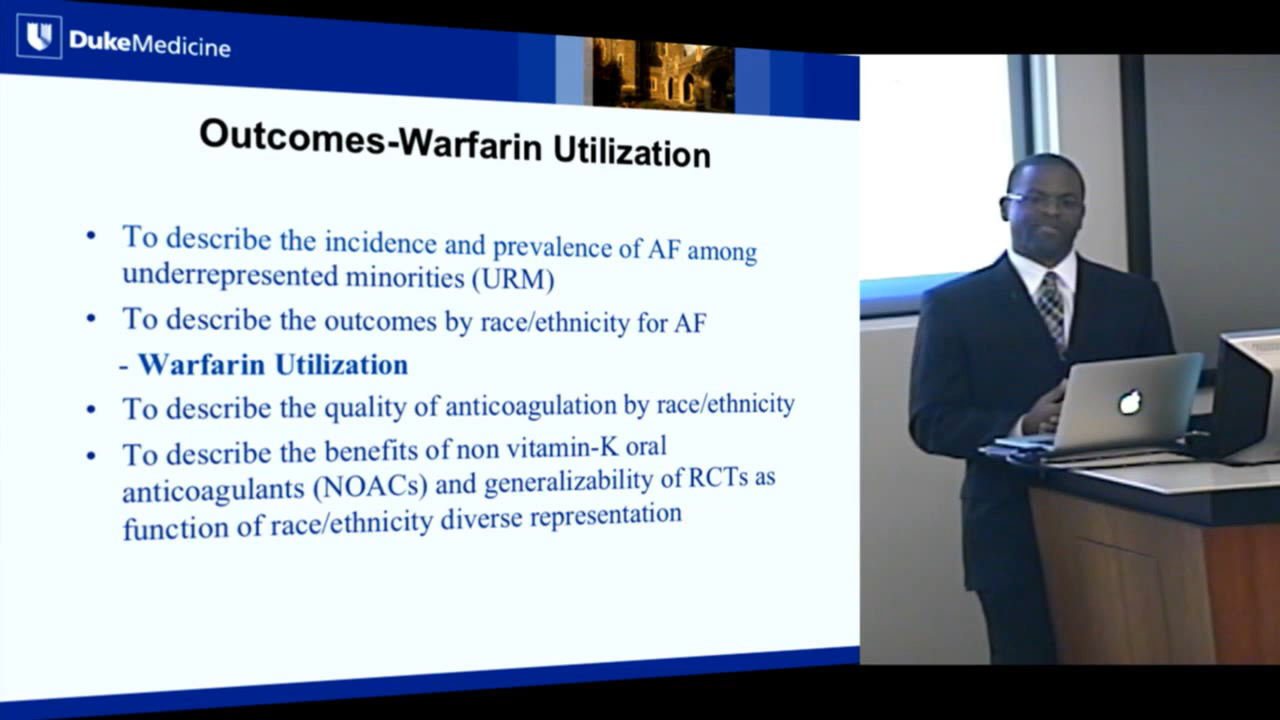 DukeMedicine
Outcomes-Warfarin Utilization
• To describe the incidence and prevalence of AF among
underrepresented minorities (URM)
• To describe the outcomes by race/ethnicity for AF
- Warfarin Utilization
• To describe the quality of anticoagulation by race/ethnicity
• To describe the benefits of non vitamin-K oral
anticoagulants (NOACs) and generalizability of RCTs as
function of race/ethnicity diverse representation